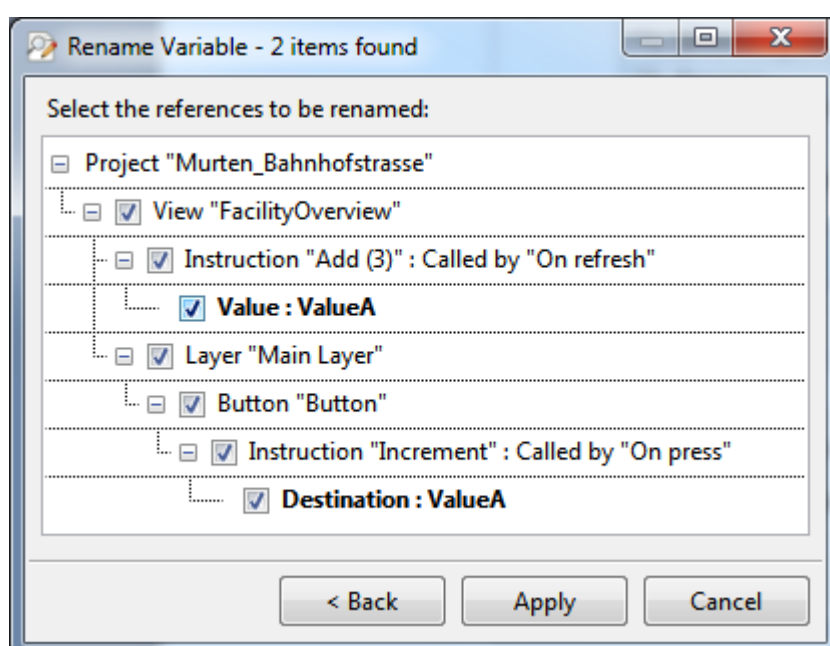 Rename Variable - 2 items found
Select the references to be renamed:
Project "Murten_Bahnhofstrasse"
View "FacilityOverview"
Instruction "Add (3)" : Called by "On refresh"
Value : ValueA
Layer "Main Layer"
Button "Button"
Instruction "Increment" : Called by "On press"
Destination : ValueA
< Back Apply Cancel